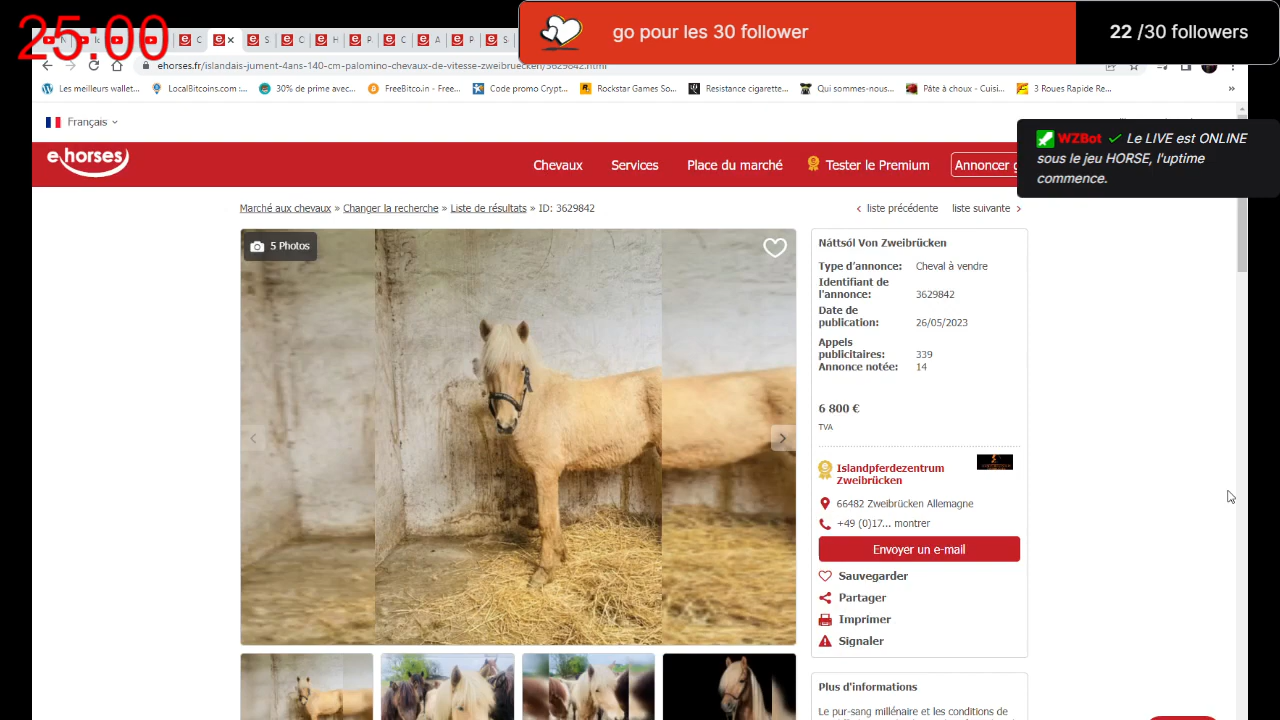 25:00
go pour les 30 follower
22 /30 followers
ehorses.fr/islandais-jument-4ans-140-cm-palomino-chevaux-de-vitesse-zweibruecken/3629842.html
Les meilleurs wallet...
LocalBitcoins.com :...
30% de prime avec...
FreeBitco.in - Free...
Code promo Crypt...
Rockstar Games So...
Resistance cigarette...
Qui sommes-nous...
Pâte à choux - Cuisi...
3 Roues Rapide Re...
»
Français
WZBot Le LIVE est ONLINE
sous le jeu HORSE, l'uptime
commence.
e.horses
Chevaux
Services
Place du marché
Tester le Premium
Annoncer g
Marché aux chevaux » Changer la recherche » Liste de résultats » ID: 3629842
liste précédente
liste suivante
5 Photos
Náttsól Von Zweibrücken
Type d'annonce: Cheval à vendre
Identifiant de
l'annonce: 3629842
Date de
publication: 26/05/2023
Appels
publicitaires: 339
Annonce notée: 14
6 800 €
TVA
Islandpferdezentrum
Zweibrücken
66482 Zweibrücken Allemagne
+49 (0)17... montrer
Envoyer un e-mail
Sauvegarder
Partager
Imprimer
Signaler
Plus d'informations
Le pur-sang millénaire et les conditions de